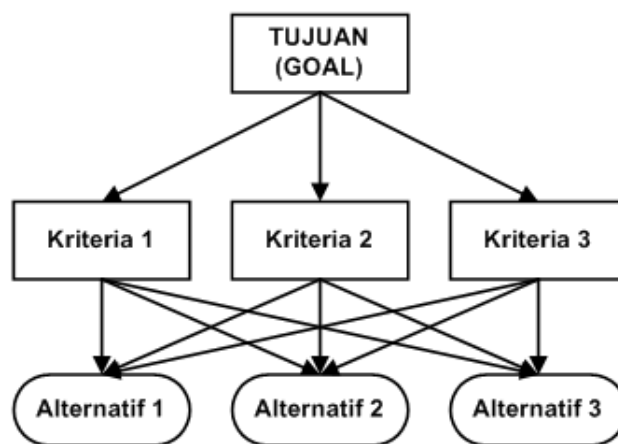 TUJUAN
(GOAL)
Kriteria 1
Kriteria 2
Kriteria 3
Alternatif 1
Alternatif 2
Alternatif 3